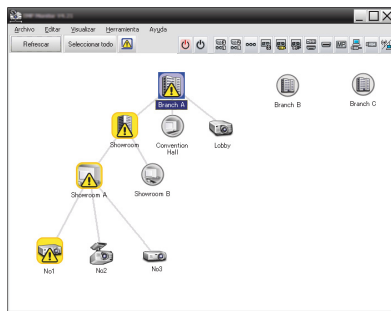 Archivo Editar Visualizar Herramienta Ayuda
Refrescar Seleccionar todo
Branch A
Branch B
Branch C
Showroom
Convention
Hall
Lobby
Showroom A
Showroom B
No1
No2
No3